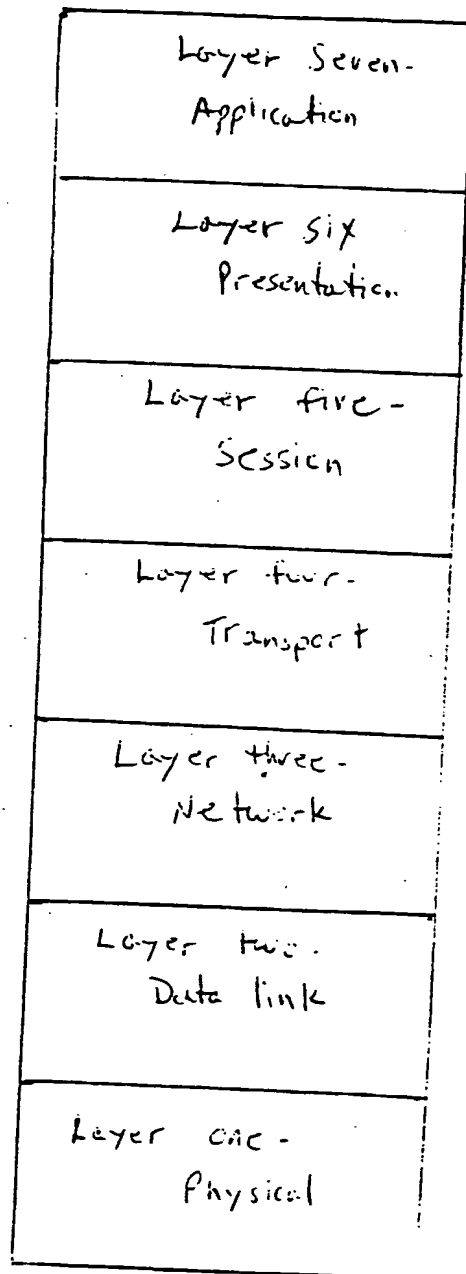 Layer Seven-
Application
Layer six
Presentation
Layer five-
Session
Layer four-
Transport
Layer three-
Network
Layer two-
Data link
Layer one-
Physical